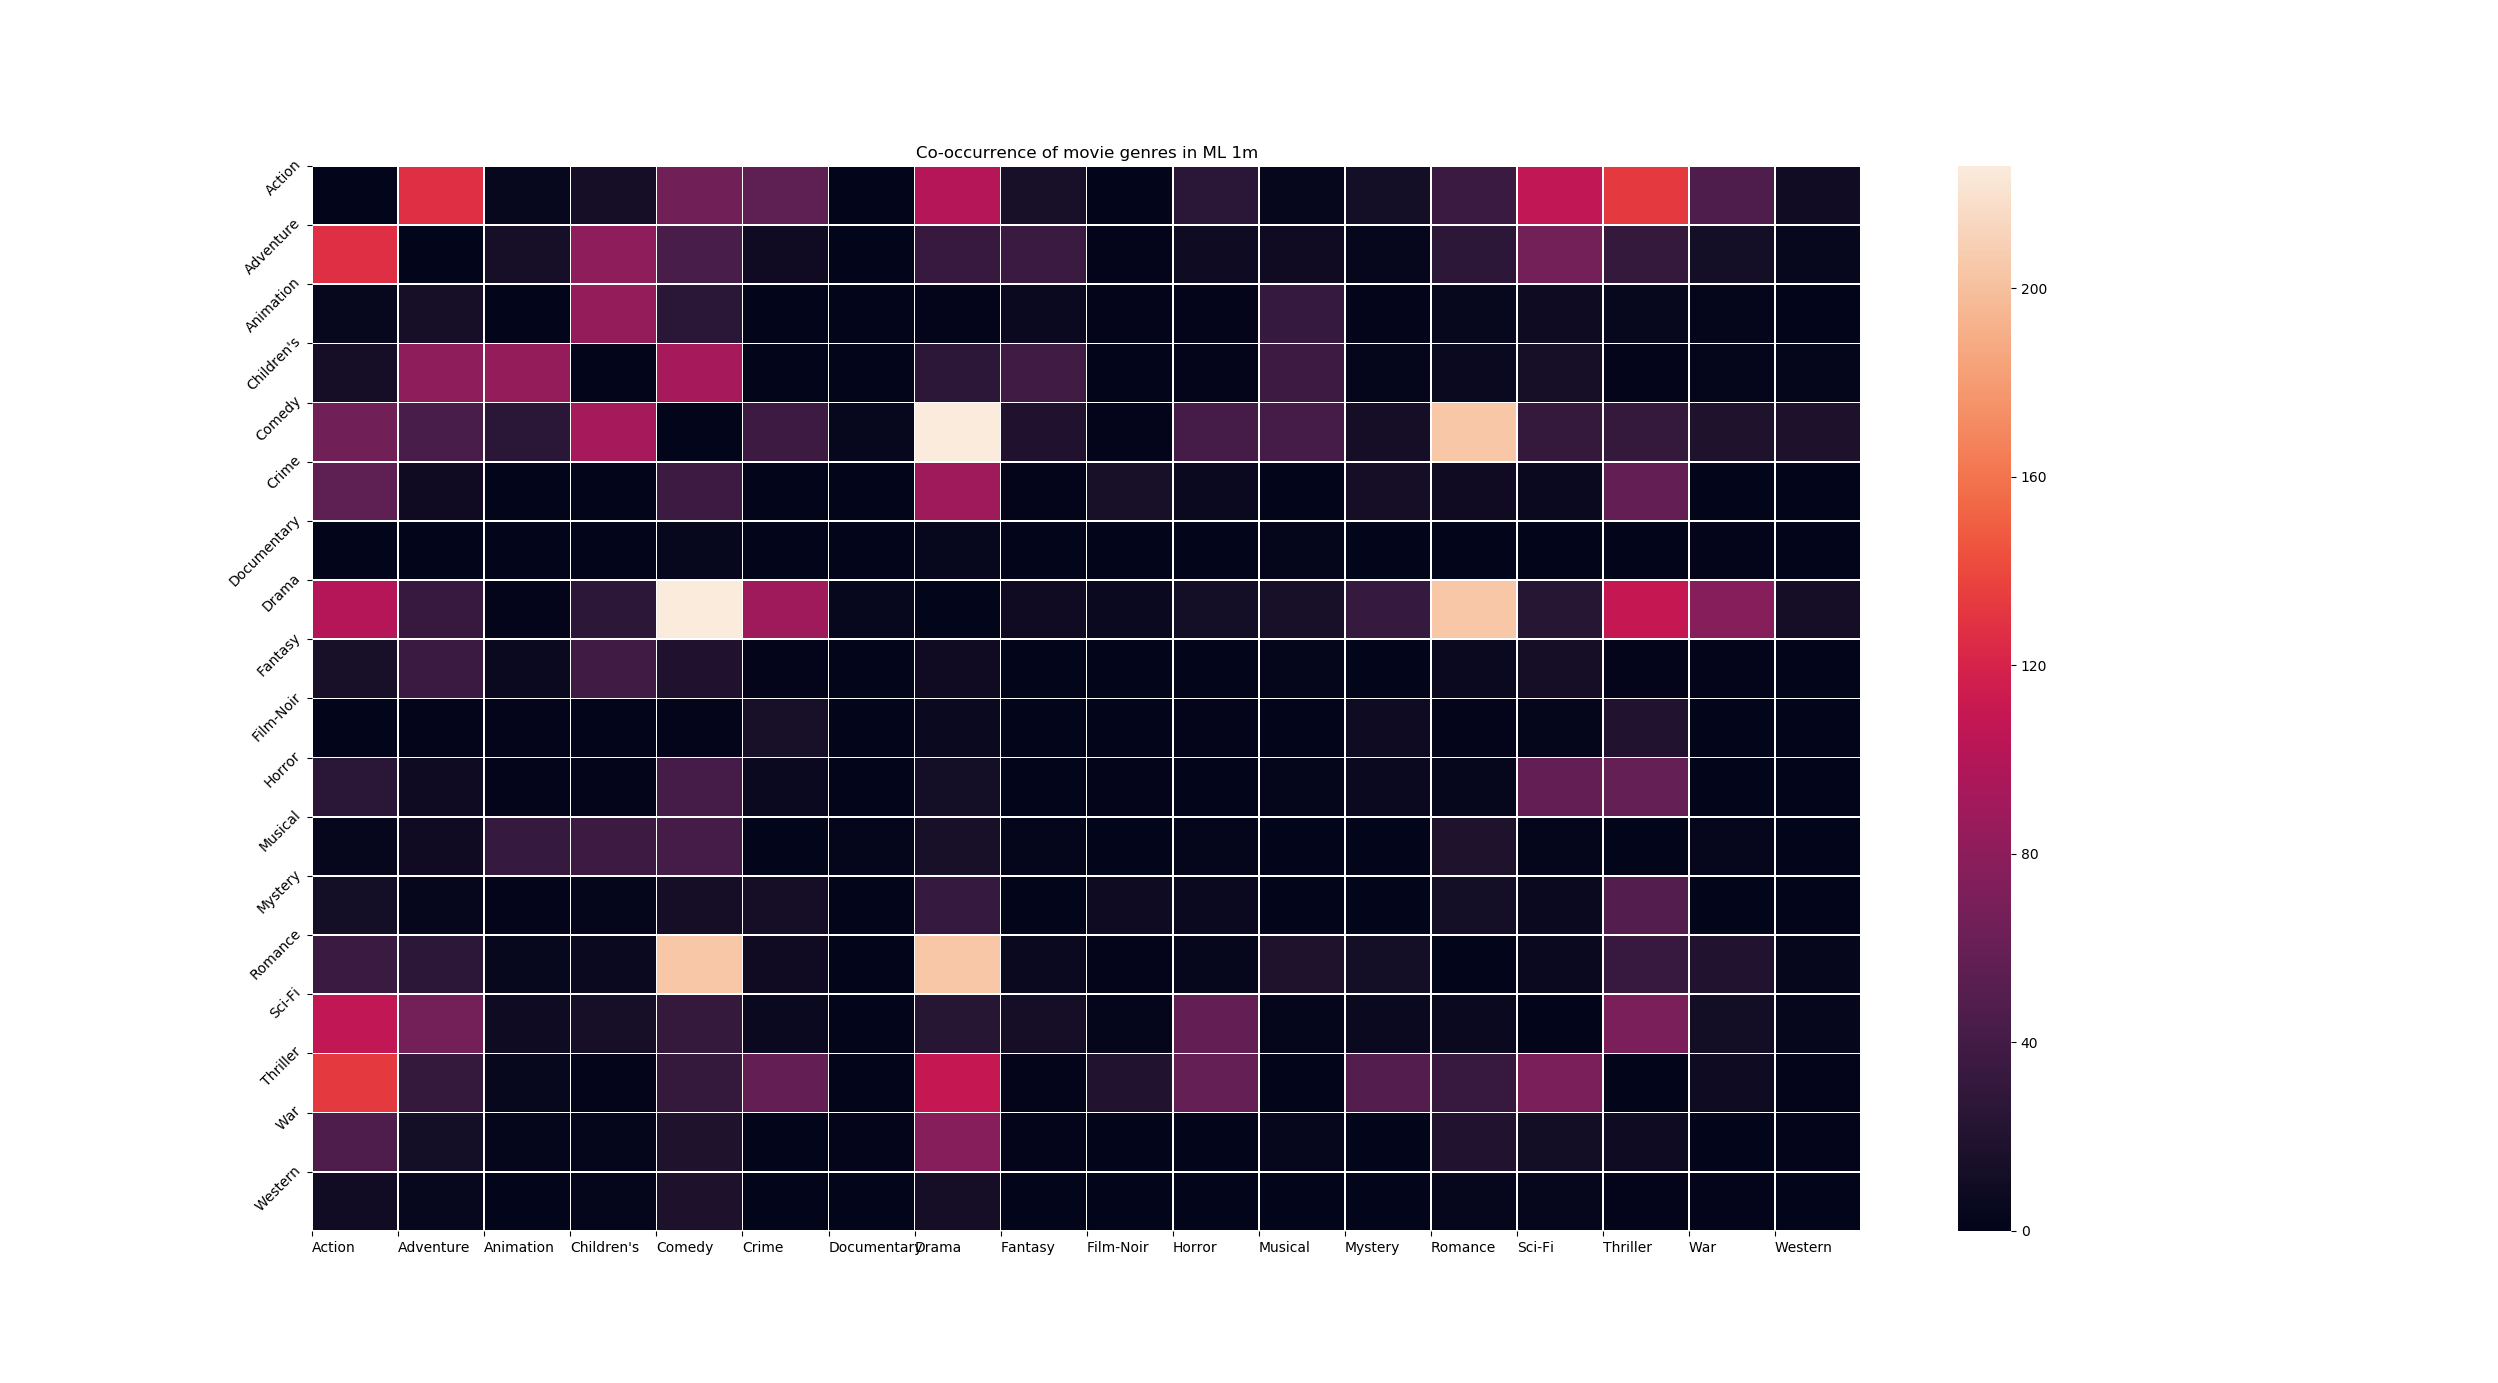 Co-occurrence of movie genres in ML 1m
Action
Adventure
Animation
Children's
Comedy
Crime
Documentary
Drama
Fantasy
Film-Noir
Horror
Musical
Mystery
Romance
Sci-Fi
Thriller
War
Western
Action Adventure Animation Children's Comedy Crime Documentary Drama Fantasy Film-Noir Horror Musical Mystery Romance Sci-Fi Thriller War Western
200
160
120
80
40
0